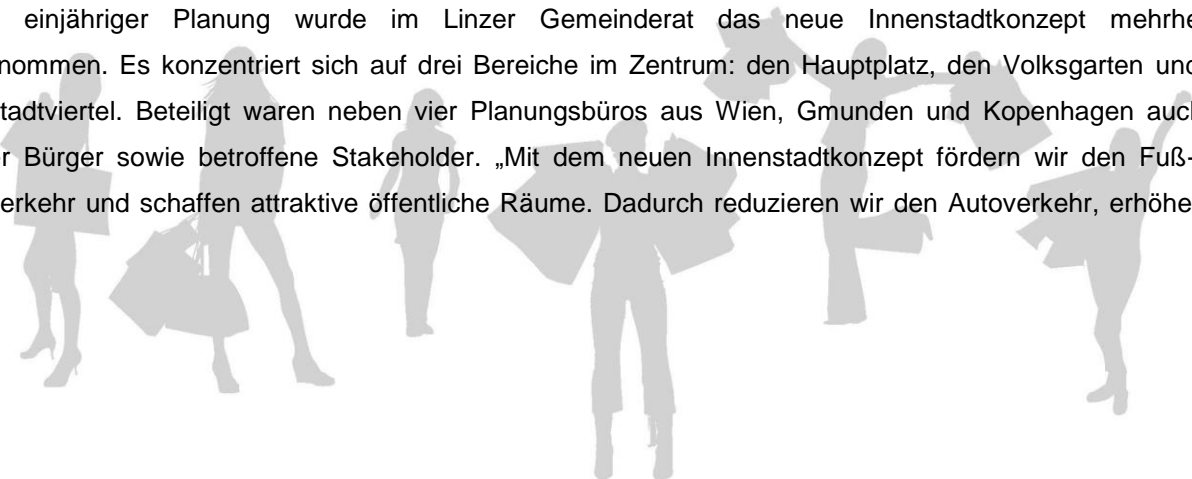 einjähriger Planung wurde im Linzer Gemeinderat das neue Innenstadtkonzept mehrhe
nommen. Es konzentriert sich auf drei Bereiche im Zentrum: den Hauptplatz, den Volksgarten und
tadtviertel. Beteiligt waren neben vier Planungsbüros aus Wien, Gmunden und Kopenhagen auch
r Bürger sowie betroffene Stakeholder. „Mit dem neuen Innenstadtkonzept fördern wir den Fuß-
erkehr und schaffen attraktive öffentliche Räume. Dadurch reduzieren wir den Autoverkehr, erhöhe